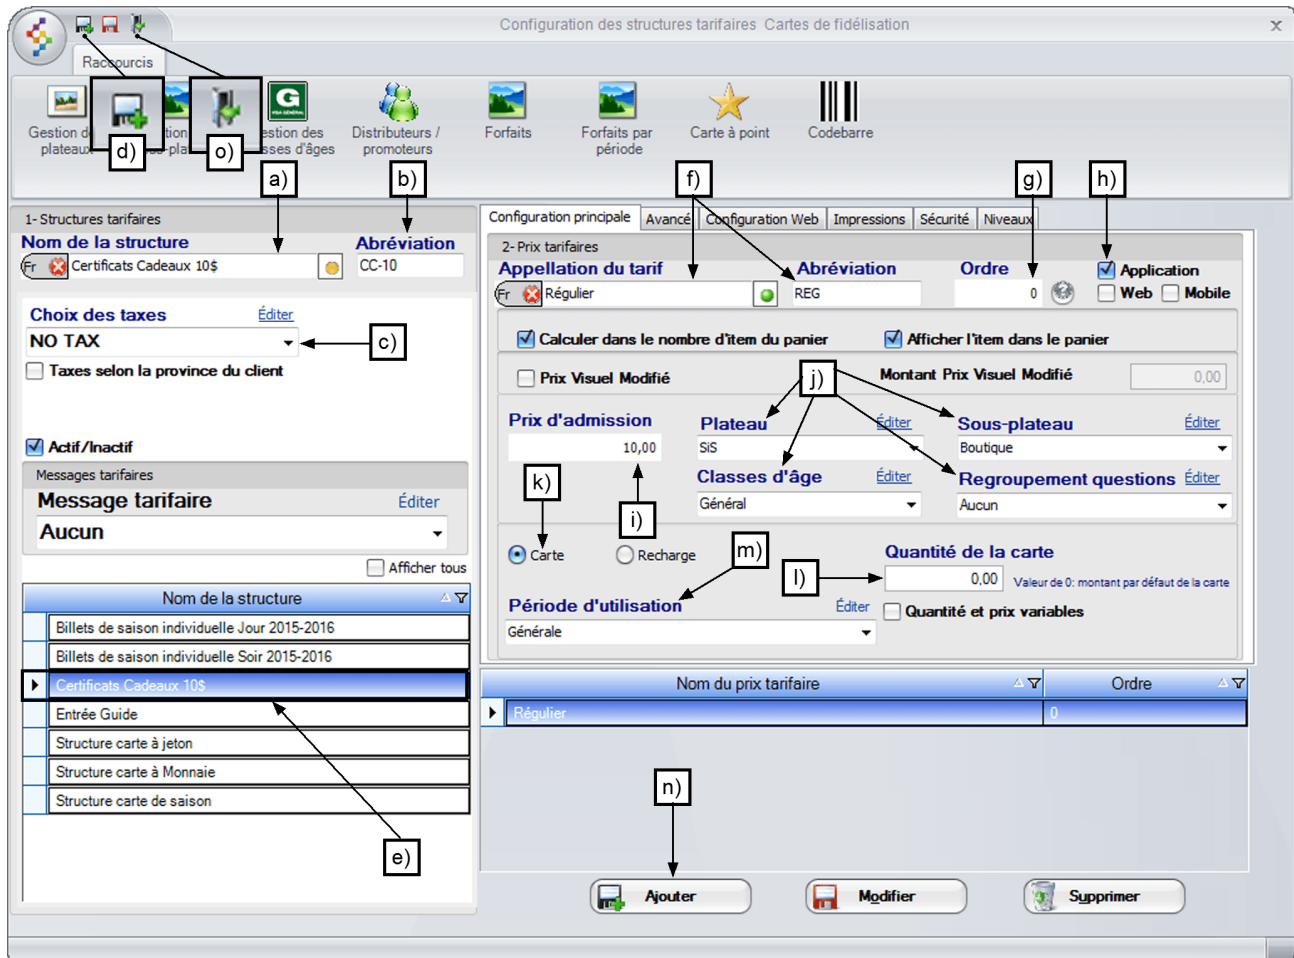 Configuration des structures tarifaires  Cartes de fidélisation
x
Raccourcis
G
Gestion d
plateaux
d)
o)
estion des
sses d'âges
Distributeurs /
promoteurs
Forfaits
Forfaits par
période
Carte à point
Codebarre
a)
b)
f)
g)
h)
1- Structures tarifaires
Nom de la structure
Abréviation
Fr
Certificats Cadeaux 10$
CC-10
Choix des taxes
Éditer
NO TAX
c)
Taxes selon la province du client
Actif/Inactif
Messages tarifaires
Message tarifaire
Éditer
Aucun
Afficher tous
Nom de la structure
Billets de saison individuelle Jour 2015-2016
Billets de saison individuelle Soir 2015-2016
Certificats Cadeaux 10$
Entrée Guide
Structure carte à jeton
Structure carte à Monnaie
Structure carte de saison
e)
Configuration principale
Avancé
Configuration Web
Impressions
Sécurité
Niveaux
2- Prix tarifaires
Appellation du tarif
Abréviation
Ordre
Application
Fr
Régulier
REG
0
Web
Mobile
Calculer dans le nombre d'item du panier
Afficher l'item dans le panier
Prix Visuel Modifié
j)
Montant Prix Visuel Modifié
0,00
Prix d'admission
Plateau
Éditer
Sous-plateau
Éditer
10,00
SiS
Boutique
k)
i)
Classes d'âge
Éditer
Regroupement questions
Éditer
Général
Aucun
Carte
Recharge
m)
l)
Quantité de la carte
0,00
Valeur de 0: montant par défaut de la carte
Période d'utilisation
Éditer
Quantité et prix variables
Générale
Nom du prix tarifaire
Ordre
Régulier
0
n)
Ajouter
Modifier
Supprimer